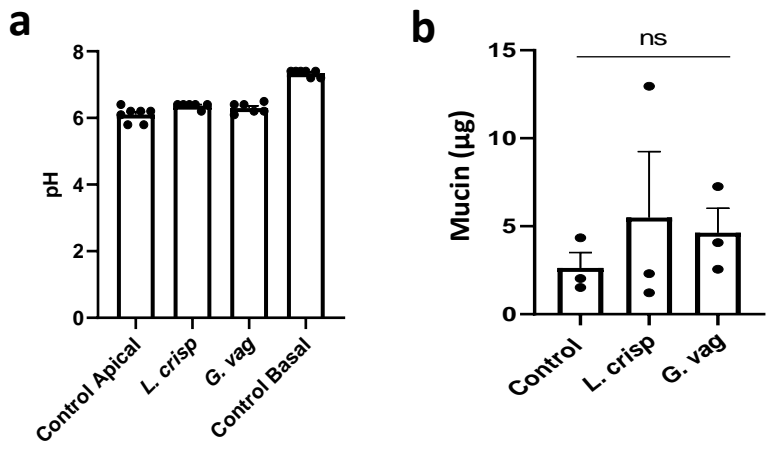 a
8
6
4
2
0
pH
Control Apical
L. crisp
G. vag
Control Basal
b
ns
15
10
5
0
Mucin (µg)
Control
L. crisp
G. vag